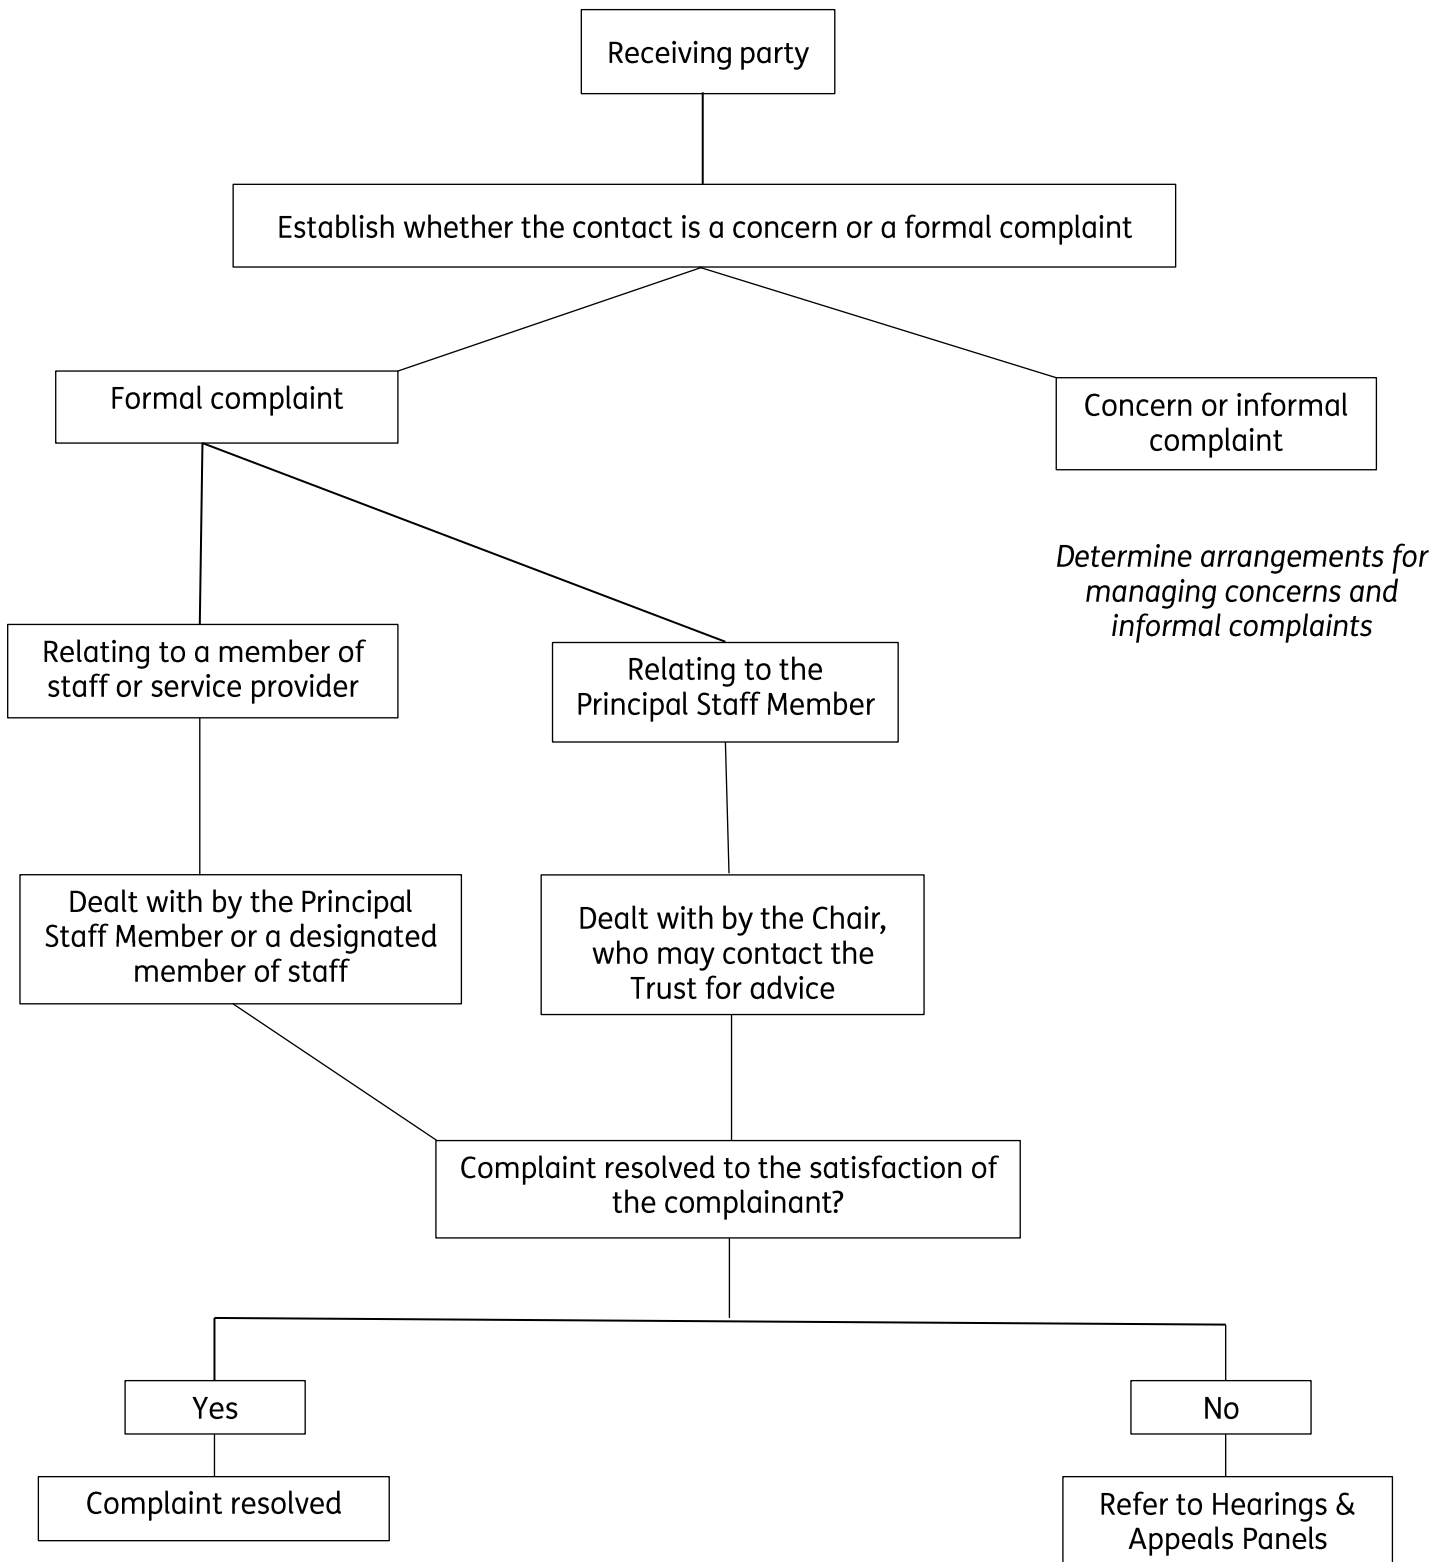 Receiving party
Establish whether the contact is a concern or a formal complaint
Formal complaint
Concern or informal
complaint
Determine arrangements for
managing concerns and
informal complaints
Relating to a member of
staff or service provider
Relating to the
Principal Staff Member
Dealt with by the Principal
Staff Member or a designated
member of staff
Dealt with by the Chair,
who may contact the
Trust for advice
Complaint resolved to the satisfaction of
the complainant?
Yes
No
Complaint resolved
Refer to Hearings &
Appeals Panels